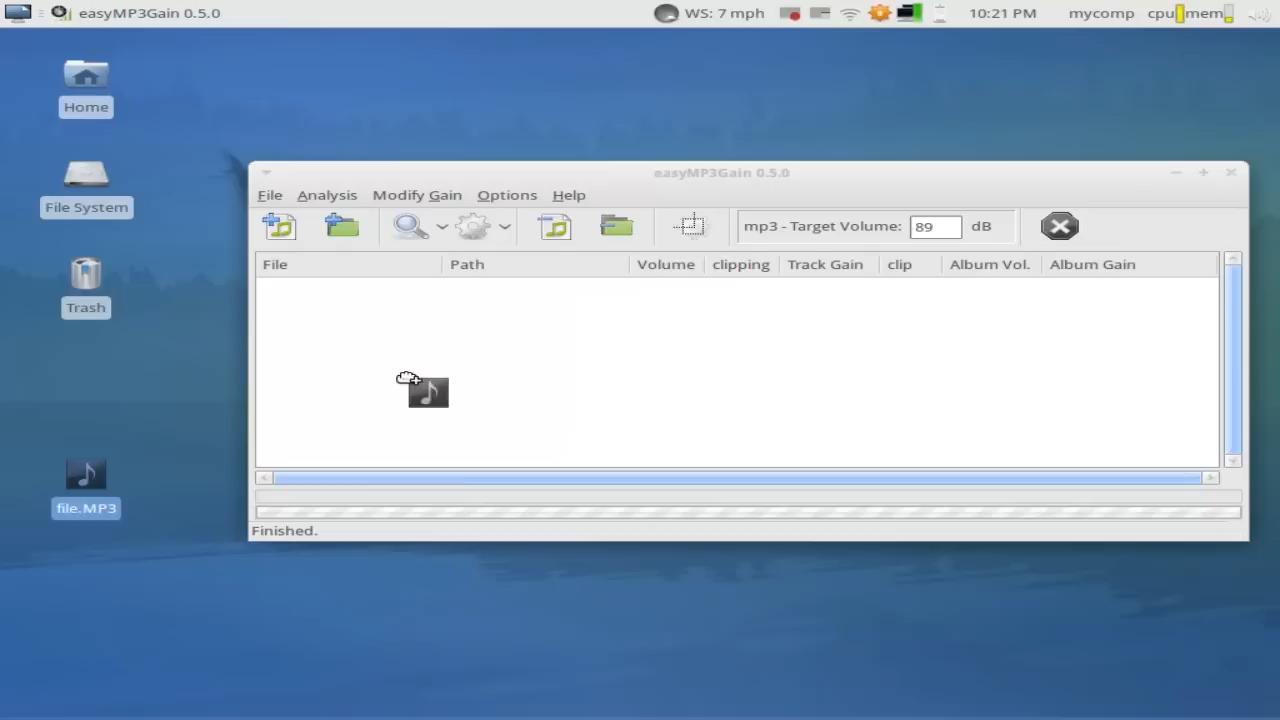 easyMP3Gain 0.5.0
WS: 7 mph
10:21 PM
mycomp
cpu
mem
Home
File System
Trash
file.MP3
easyMP3Gain 0.5.0
File Analysis Modify Gain Options Help
mp3 - Target Volume: 89 dB
File Path Volume clipping Track Gain clip Album Vol. Album Gain
Finished.